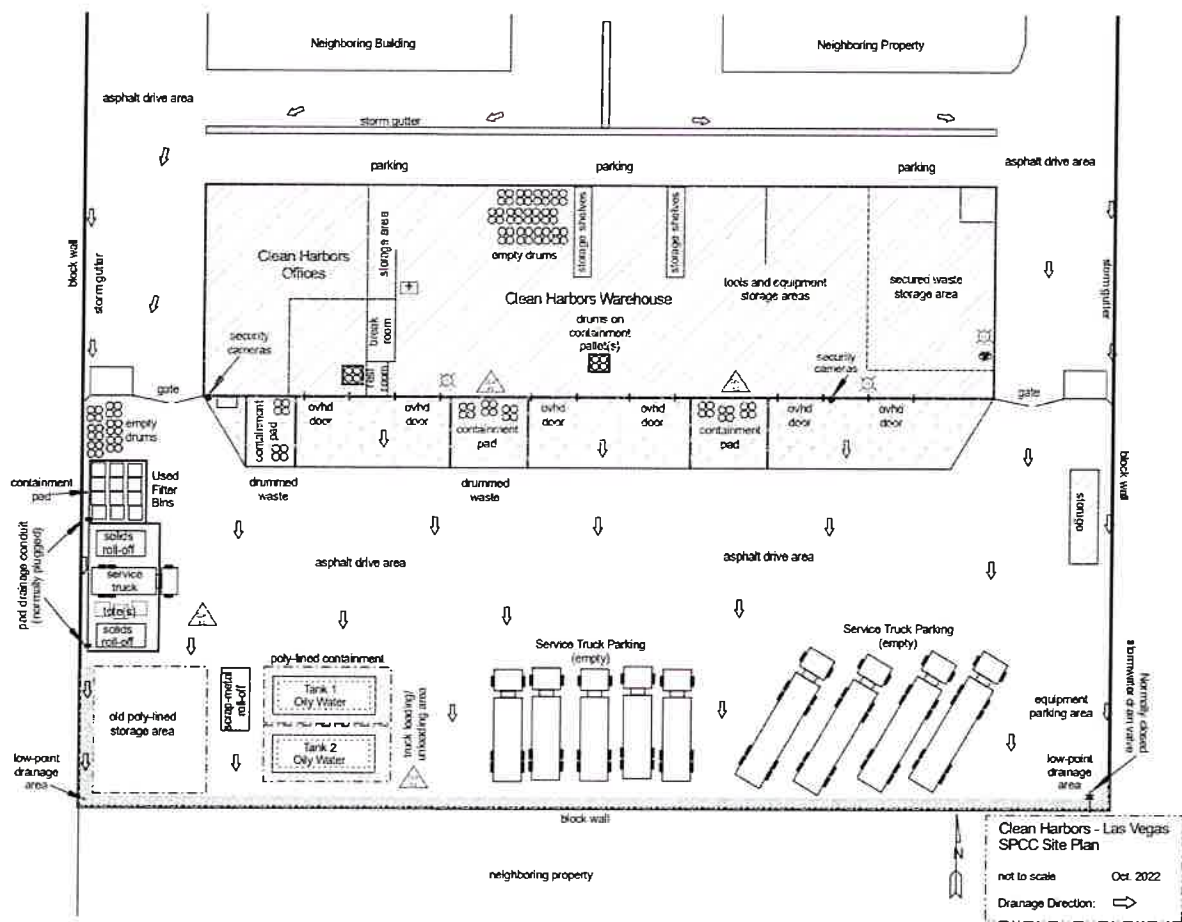 Neighboring Building
Neighboring Property
asphalt drive area
storm gutter
parking
parking
parking
asphalt drive area
block wall
storm gutter
Clean Harbors
Offices
storage area
empty drums
storage shelves
storage shelves
tools and equipment
storage areas
secured waste
storage area
Clean Harbors Warehouse
drums on
containment
pallet(s)
break
room
rest
room
security
cameras
security
cameras
storm gutter
gate
gate
empty
drums
containment
pad
ovhd
door
ovhd
door
containment
pad
ovhd
door
ovhd
door
containment
pad
ovhd
door
ovhd
door
drummed
waste
drummed
waste
block wall
containment
pad
Used
Filter
Bins
storage
pad drainage conduit
(normally plugged)
solids
roll-off
service
truck
tote(s)
solids
roll-off
asphalt drive area
asphalt drive area
Service Truck Parking
(empty)
Service Truck Parking
(empty)
poly-lined containment
Tank 1
Oily Water
Tank 2
Oily Water
scrap-metal
roll-off
old poly-lined
storage area
truck loading/
unloading area
equipment
parking area
Normally closed
stormwater drain valve
low-point
drainage
area
low-point
drainage
area
block wall
neighboring property
N
Clean Harbors - Las Vegas
SPCC Site Plan
not to scale Oct. 2022
Drainage Direction: